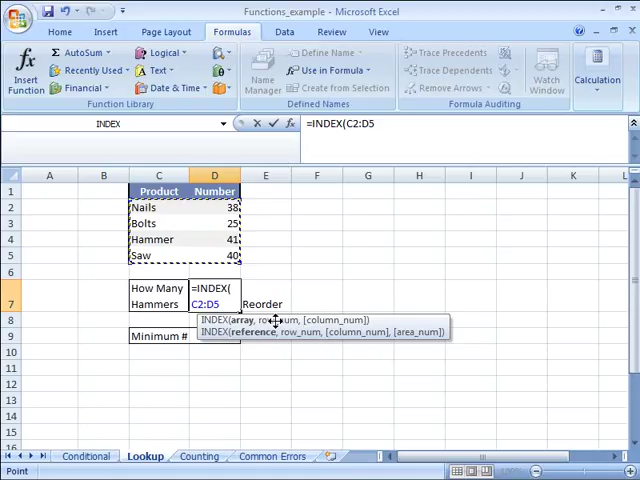 Functions_example - Microsoft Excel
Home Insert Page Layout Formulas Data Review View
Insert Function
AutoSum
Recently Used
Financial
Logical
Text
Date & Time
Function Library
Name Manager
Define Name
Use in Formula
Create from Selection
Defined Names
Trace Precedents
Trace Dependents
Remove Arrows
Formula Auditing
Watch Window
Calculation
INDEX =INDEX(C2:D5
A B C D E F G H I J K L
1 Product Number
2 Nails 38
3 Bolts 25
4 Hammer 41
5 Saw 40
6
How Many =INDEX(
7 Hammers C2:D5 Reorder
8 INDEX(array, row_num, [column_num])
INDEX(reference, row_num, [column_num], [area_num])
9 Minimum #
10
11
12
13
14
15
16
Conditional Lookup Counting Common Errors
Point 100%